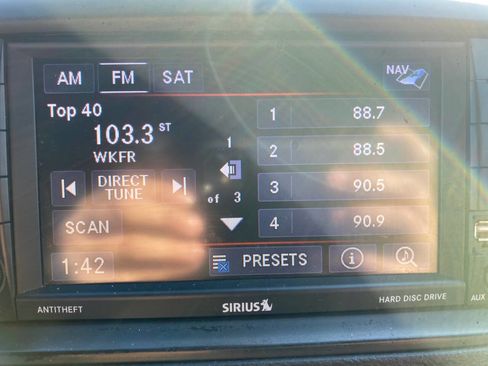 AM FM SAT NAV
Top 40
103.3 ST
WKFR
DIRECT
TUNE
SCAN
1:42
1
of 3
1 88.7
2 88.5
3 90.5
4 90.9
PRESETS
i
ANTITHEFT
SIRIUS
HARD DISC DRIVE
AUX